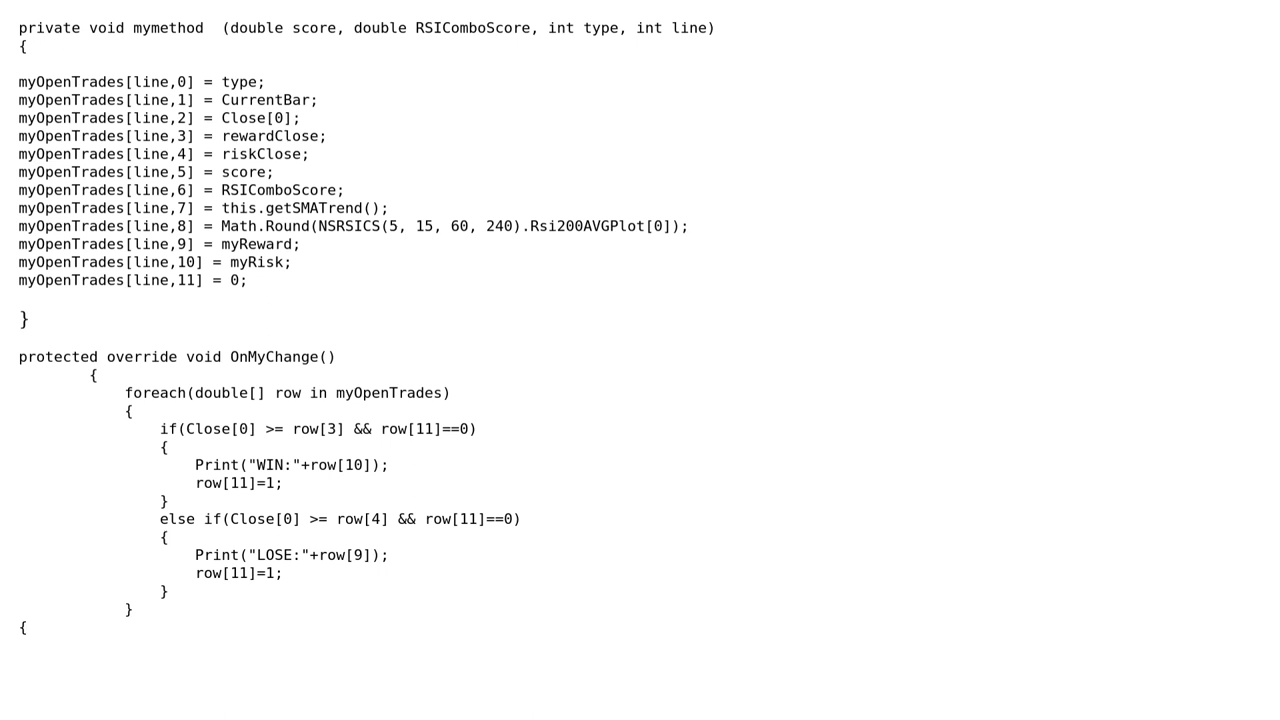 private void mymethod  (double score, double RSIComboScore, int type, int line)
{

myOpenTrades[line,0] = type;
myOpenTrades[line,1] = CurrentBar;
myOpenTrades[line,2] = Close[0];
myOpenTrades[line,3] = rewardClose;
myOpenTrades[line,4] = riskClose;
myOpenTrades[line,5] = score;
myOpenTrades[line,6] = RSIComboScore;
myOpenTrades[line,7] = this.getSMATrend();
myOpenTrades[line,8] = Math.Round(NSRSICS(5, 15, 60, 240).Rsi200AVGPlot[0]);
myOpenTrades[line,9] = myReward;
myOpenTrades[line,10] = myRisk;
myOpenTrades[line,11] = 0;

}

protected override void OnMyChange()
        {
            foreach(double[] row in myOpenTrades)
            {
                if(Close[0] >= row[3] && row[11]==0)
                {
                    Print("WIN:"+row[10]);
                    row[11]=1;
                }
                else if(Close[0] >= row[4] && row[11]==0)
                {
                    Print("LOSE:"+row[9]);
                    row[11]=1;
                }
            }
{